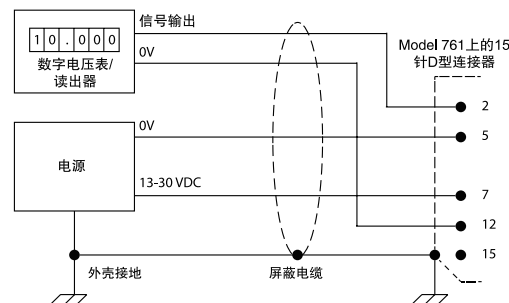 信号输出
10.000
0V
数字电压表/
读出器
Model 761上的15
针D型连接器
2
0V
5
电源
13-30 VDC
7
12
15
外壳接地
屏蔽电缆